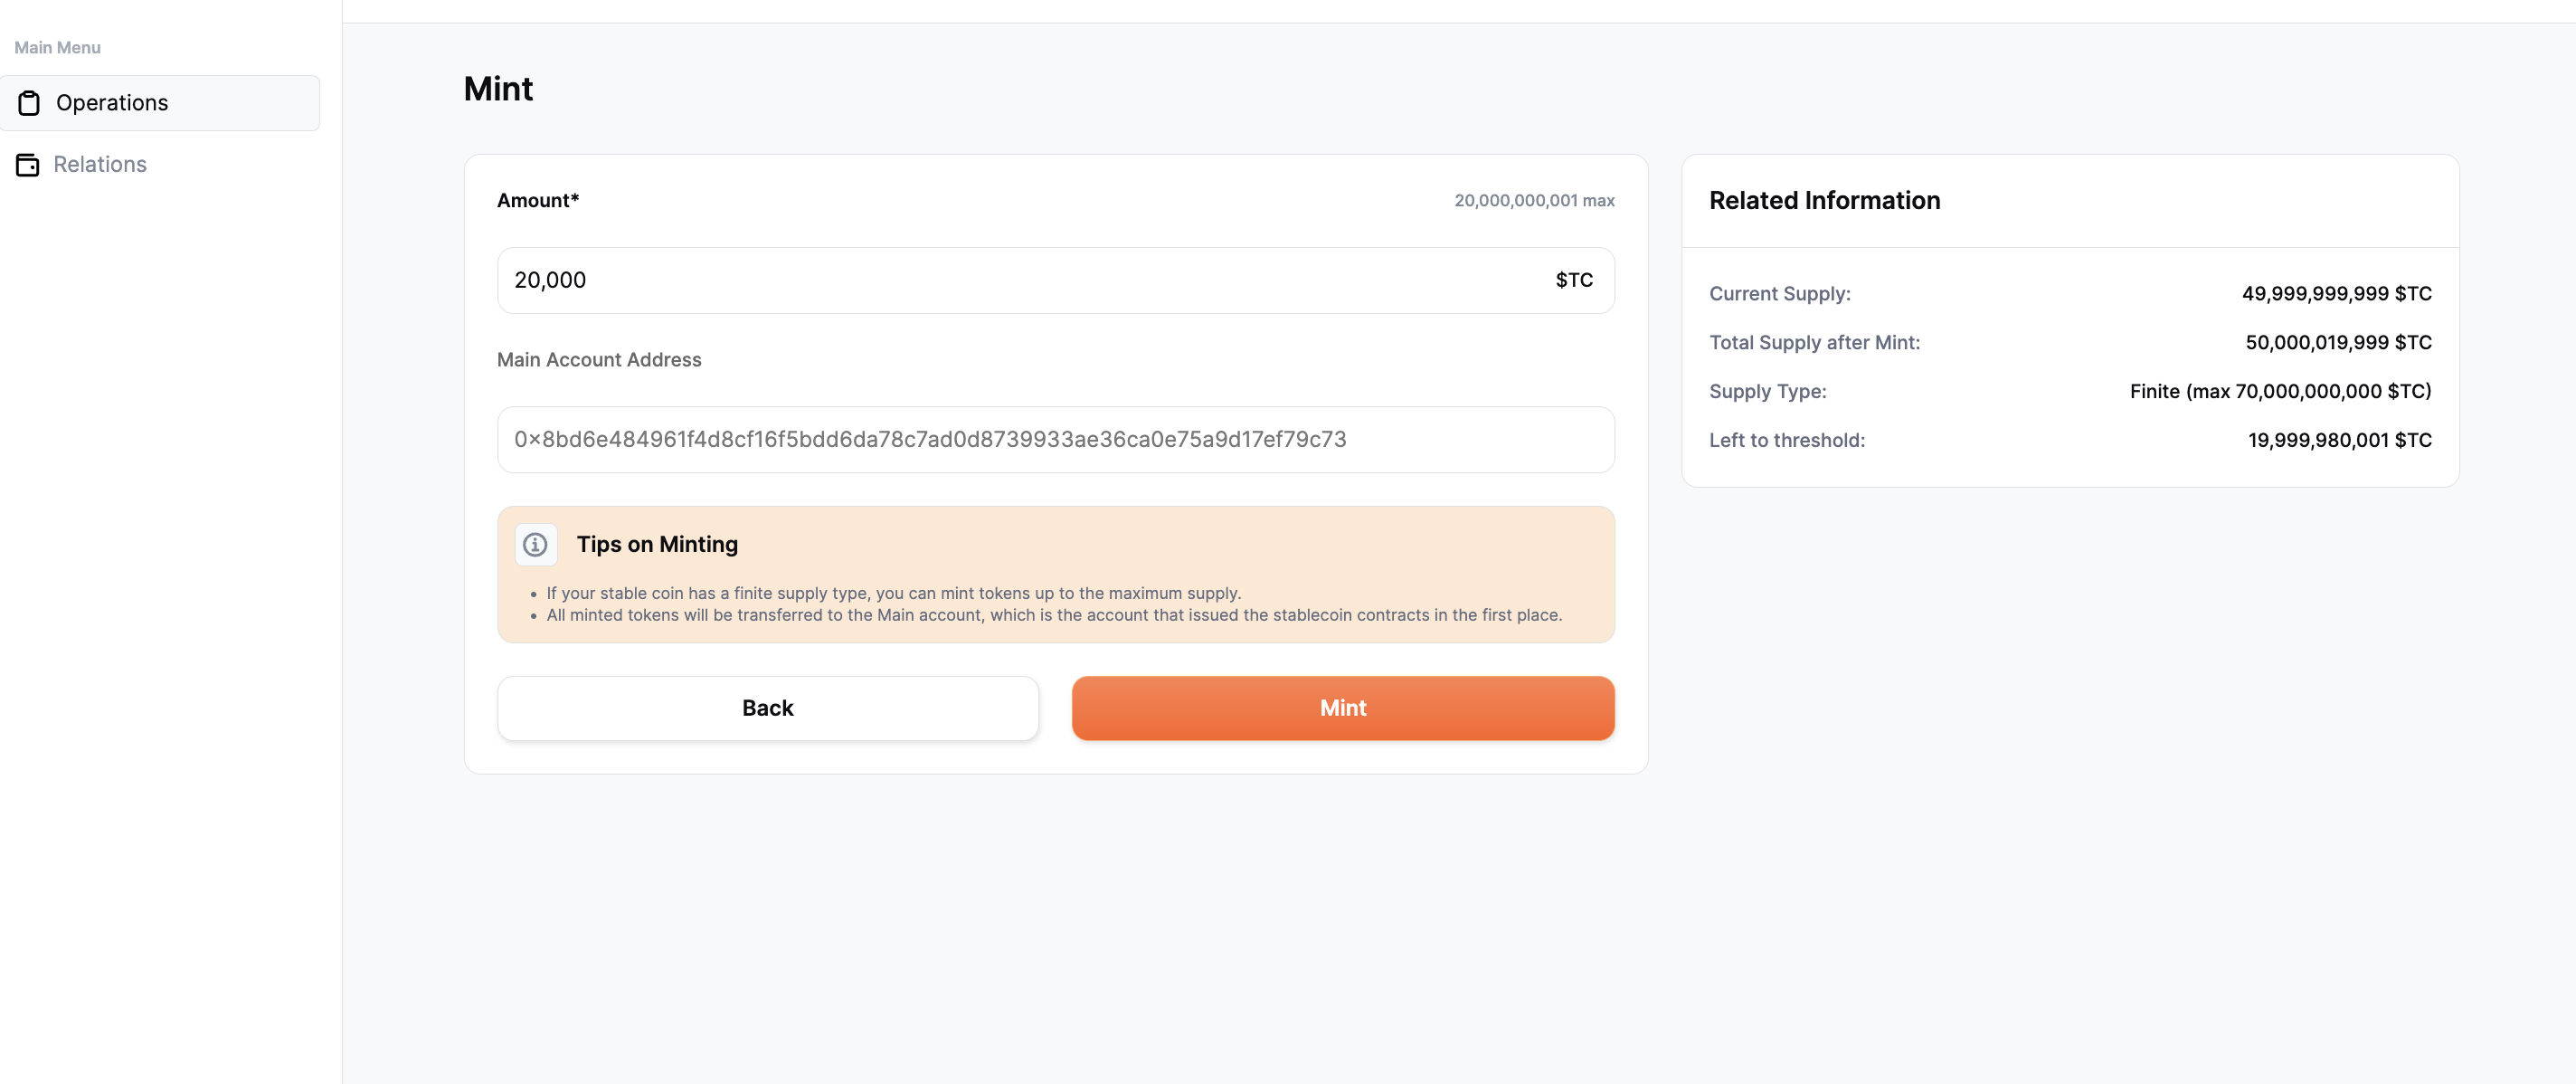 Main Menu
Operations
Relations
Mint
Amount*
20,000,000,001 max
20,000
$TC
Main Account Address
0x8bd6e484961f4d8cf16f5bdd6da78c7ad0d8739933ae36ca0e75a9d17ef79c73
Tips on Minting
• If your stable coin has a finite supply type, you can mint tokens up to the maximum supply.
• All minted tokens will be transferred to the Main account, which is the account that issued the stablecoin contracts in the first place.
Back
Mint
Related Information
Current Supply: 49,999,999,999 $TC
Total Supply after Mint: 50,000,019,999 $TC
Supply Type: Finite (max 70,000,000,000 $TC)
Left to threshold: 19,999,980,001 $TC